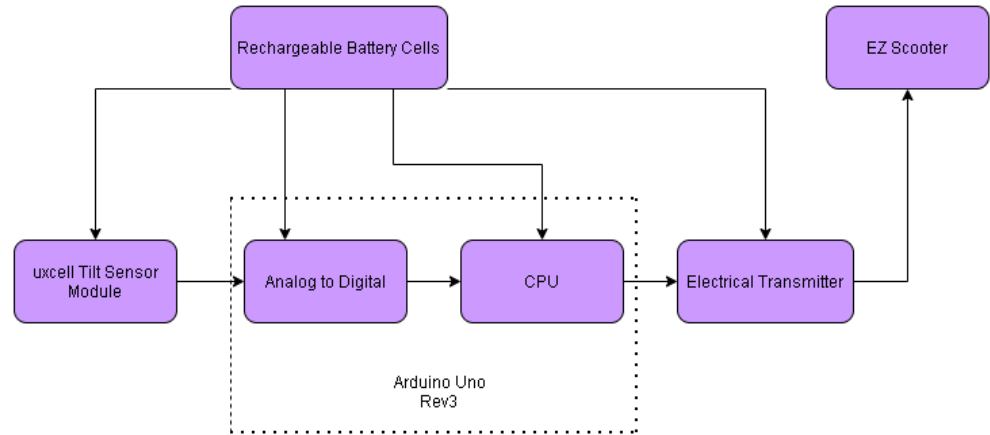 Rechargeable Battery Cells
EZ Scooter
uxcell Tilt Sensor
Module
Analog to Digital
CPU
Electrical Transmitter
Arduino Uno
Rev3